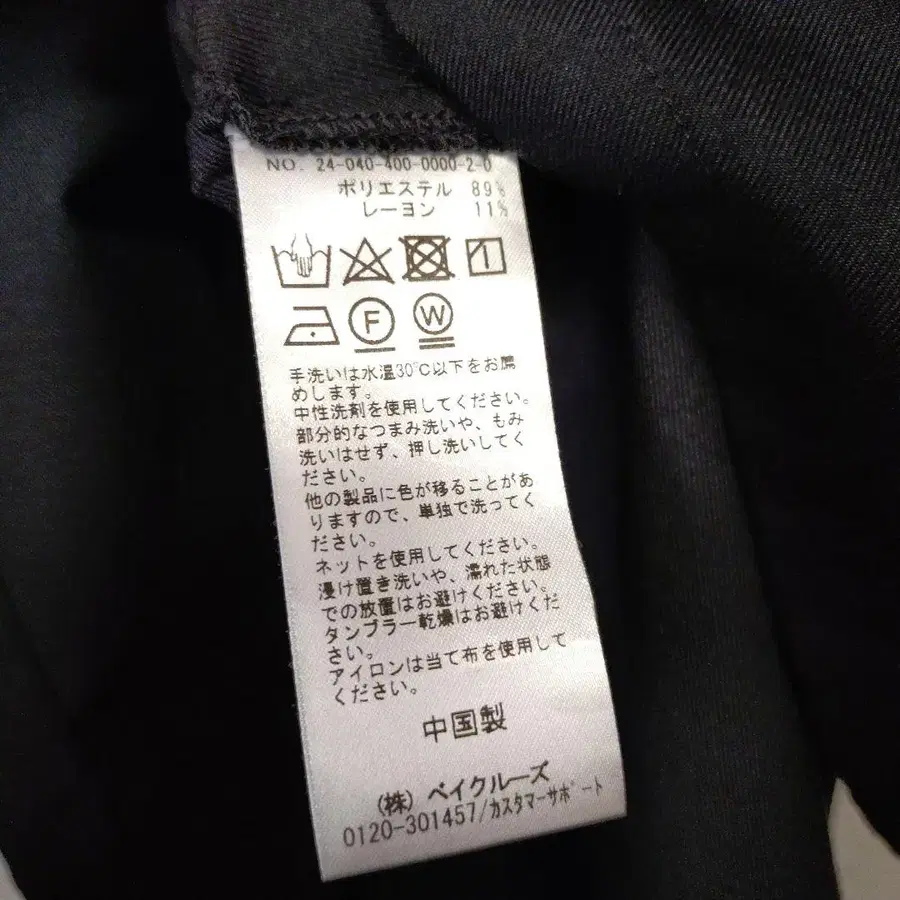 NO. 24-040-400-0000-2-0
ポリエステル 89%
レーヨン 11%
F W
手洗いは水温30℃以下をお薦
めします。
中性洗剤を使用してください。
部分的なつまみ洗いや、もみ
洗いはせず、押し洗いしてく
ださい。
他の製品に色が移ることがあ
りますので、単独で洗ってく
ださい。
ネットを使用してください。
浸け置き洗いや、濡れた状態
での放置はお避けください。
タンブラー乾燥はお避けくだ
さい。
アイロンは当て布を使用して
ください。
中国製
(株) ベイクルーズ
0120-301457/カスタマーサポート